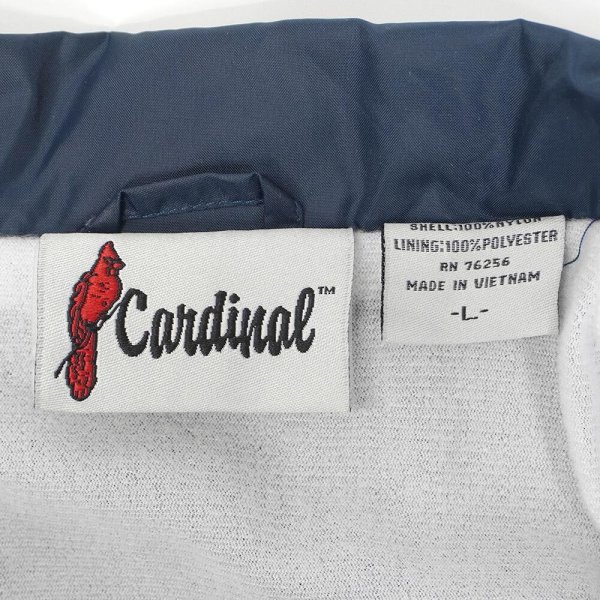 Cardinal™
SHELL:100%NYLON
LINING:100%POLYESTER
RN 76256
MADE IN VIETNAM
-L-